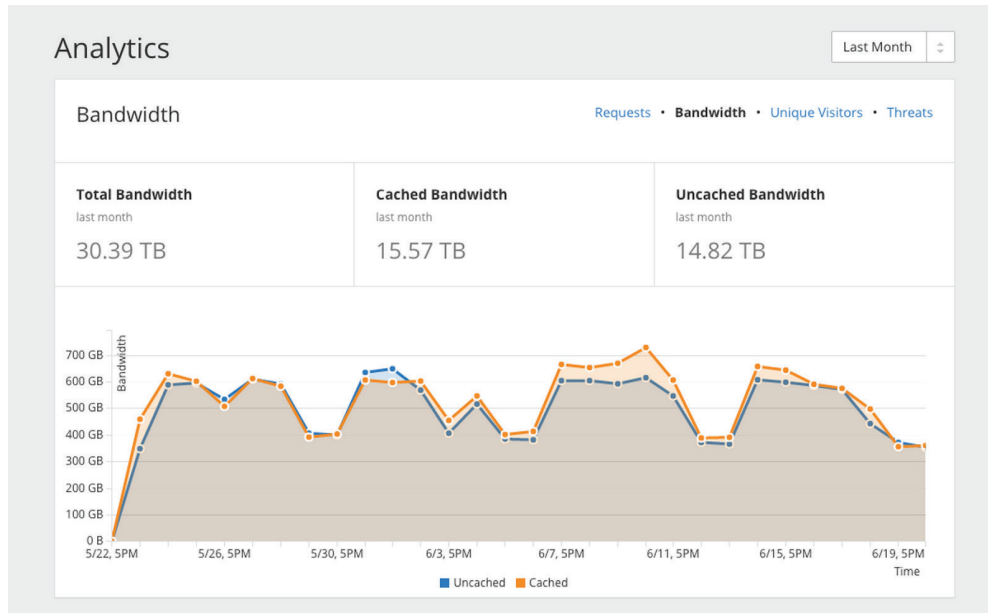 Analytics
Last Month
Bandwidth
Requests • Bandwidth • Unique Visitors • Threats
Total Bandwidth
last month
30.39 TB
Cached Bandwidth
last month
15.57 TB
Uncached Bandwidth
last month
14.82 TB
Bandwidth
700 GB
600 GB
500 GB
400 GB
300 GB
200 GB
100 GB
0 B
5/22, 5PM 5/26, 5PM 5/30, 5PM 6/3, 5PM 6/7, 5PM 6/11, 5PM 6/15, 5PM 6/19, 5PM
Time
Uncached Cached